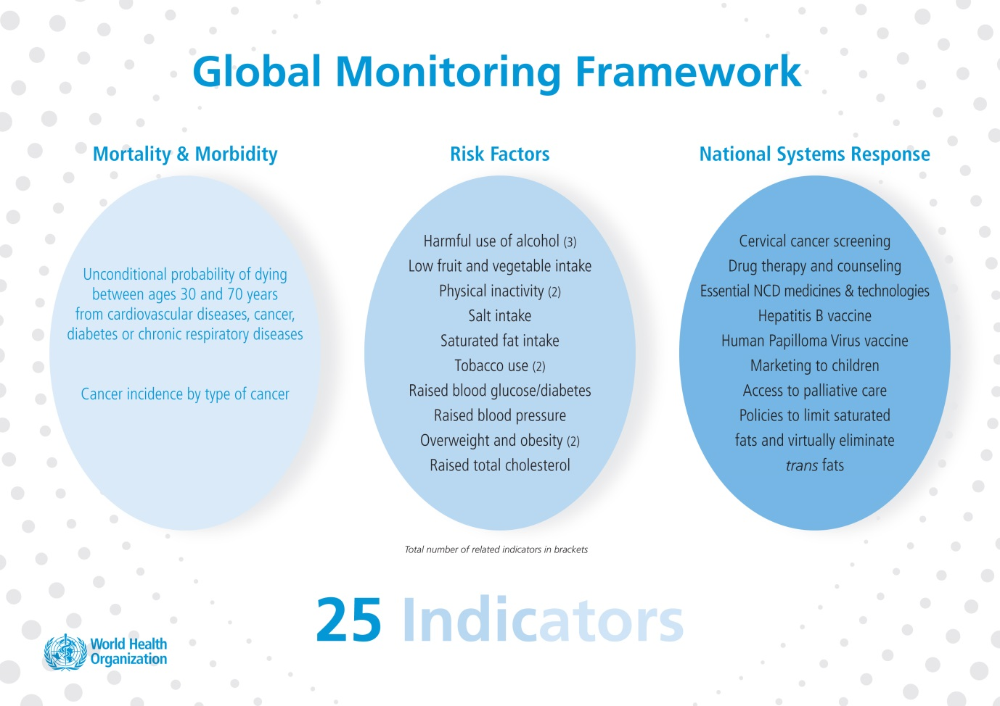 Global Monitoring Framework
Mortality & Morbidity
Unconditional probability of dying
between ages 30 and 70 years
from cardiovascular diseases, cancer,
diabetes or chronic respiratory diseases
Cancer incidence by type of cancer
Risk Factors
Harmful use of alcohol (3)
Low fruit and vegetable intake
Physical inactivity (2)
Salt intake
Saturated fat intake
Tobacco use (2)
Raised blood glucose/diabetes
Raised blood pressure
Overweight and obesity (2)
Raised total cholesterol
Total number of related indicators in brackets
National Systems Response
Cervical cancer screening
Drug therapy and counseling
Essential NCD medicines & technologies
Hepatitis B vaccine
Human Papilloma Virus vaccine
Marketing to children
Access to palliative care
Policies to limit saturated
fats and virtually eliminate
trans fats
25 Indicators
World Health
Organization